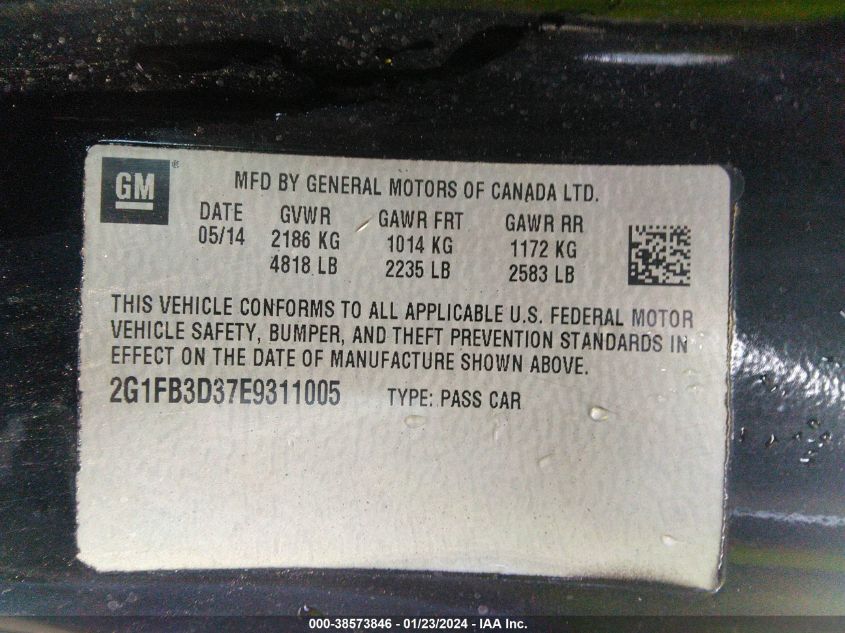 GM ®
MFD BY GENERAL MOTORS OF CANADA LTD.
DATE GVWR GAWR FRT GAWR RR
05/14 2186 KG 1014 KG 1172 KG
4818 LB 2235 LB 2583 LB
THIS VEHICLE CONFORMS TO ALL APPLICABLE U.S. FEDERAL MOTOR
VEHICLE SAFETY, BUMPER, AND THEFT PREVENTION STANDARDS IN
EFFECT ON THE DATE OF MANUFACTURE SHOWN ABOVE.
2G1FB3D37E9311005 TYPE: PASS CAR
000-38573846 - 01/23/2024 - IAA Inc.